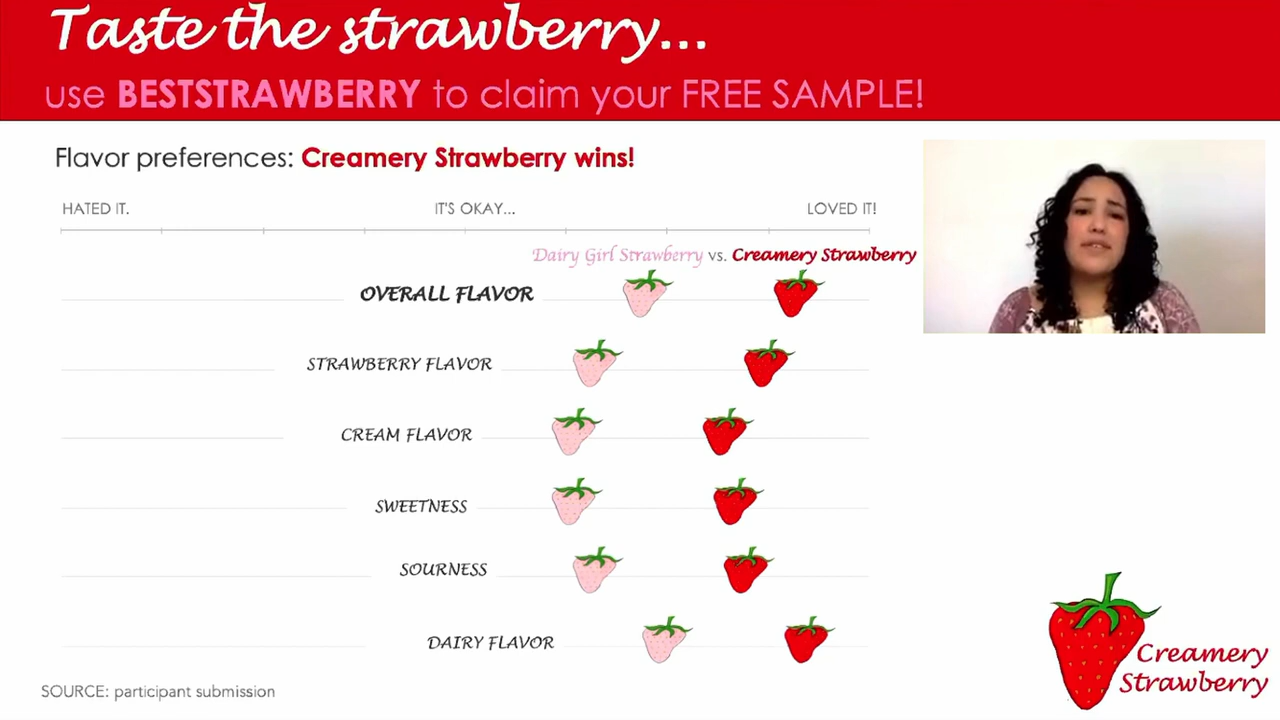 Taste the strawberry...
use BESTSTRAWBERRY to claim your FREE SAMPLE!
Flavor preferences: Creamery Strawberry wins!
HATED IT. IT'S OKAY... LOVED IT!
Dairy Girl Strawberry vs. Creamery Strawberry
OVERALL FLAVOR
STRAWBERRY FLAVOR
CREAM FLAVOR
SWEETNESS
SOURNESS
DAIRY FLAVOR
SOURCE: participant submission
Creamery
Strawberry